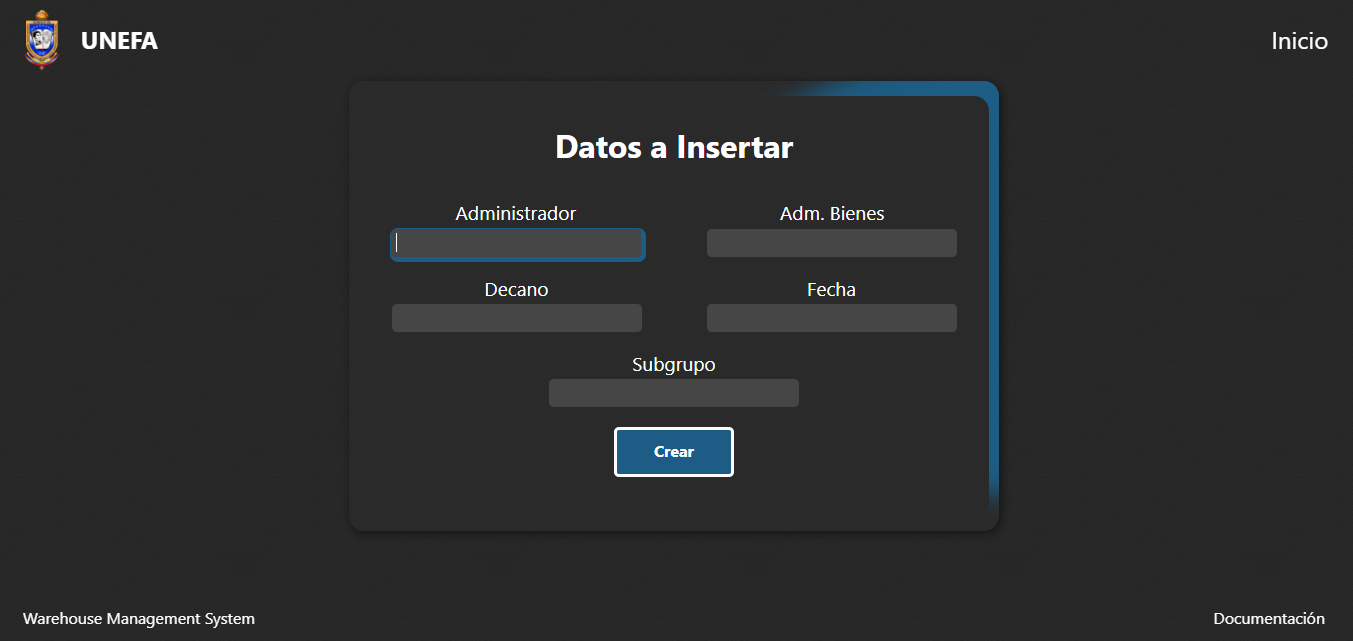 UNEFA
Inicio
Datos a Insertar
Administrador
Adm. Bienes
Decano
Fecha
Subgrupo
Crear
Warehouse Management System
Documentación